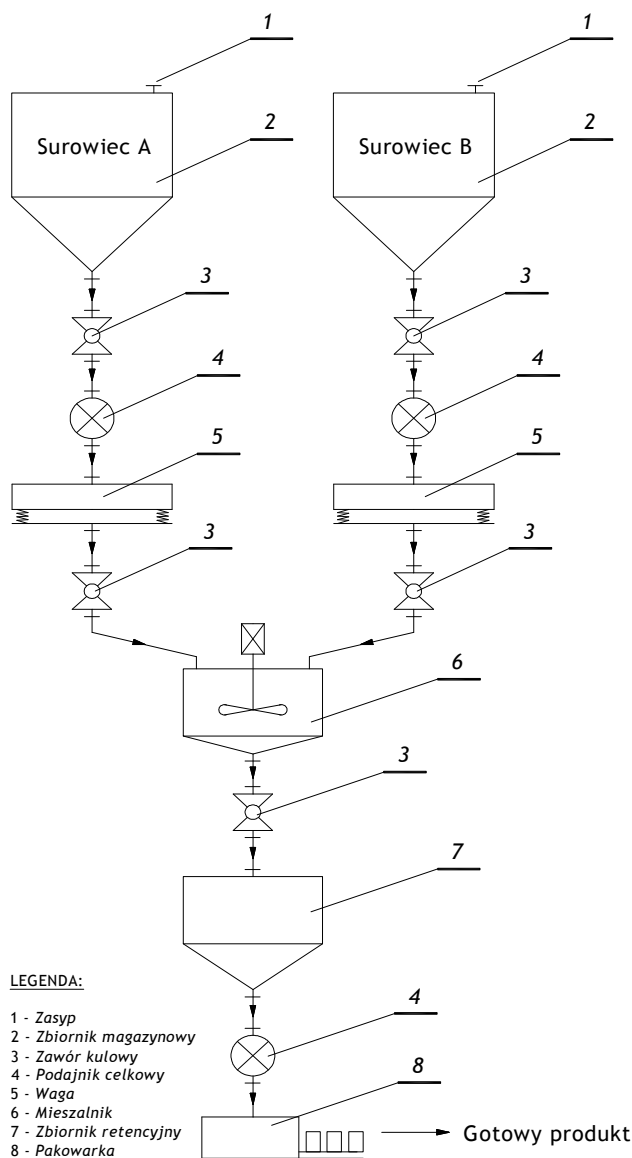 1 1
2 2
Surowiec A Surowiec B
3 3
4 4
5 5
3 3
6
3
7
LEGENDA:
1 - Zasyp
2 - Zbiornik magazynowy
3 - Zawór kulowy
4 - Podajnik celkowy
5 - Waga
6 - Mieszalnik
7 - Zbiornik retencyjny
8 - Pakowarka
4
8
Gotowy produkt